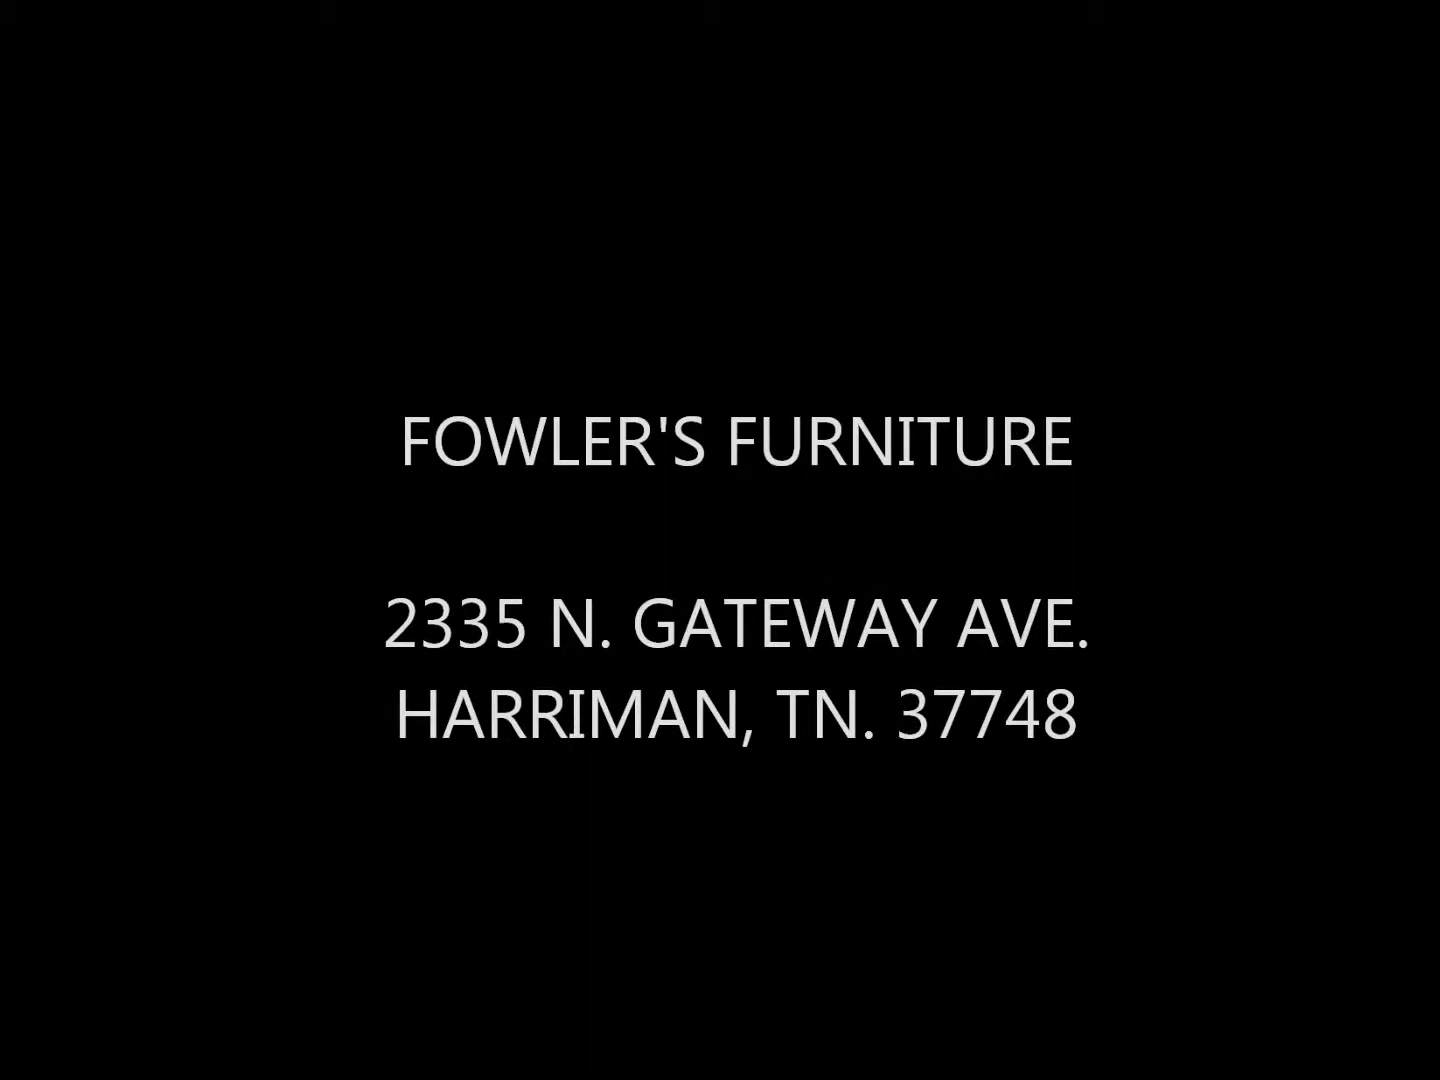 FOWLER'S FURNITURE
2335 N. GATEWAY AVE.
HARRIMAN, TN. 37748